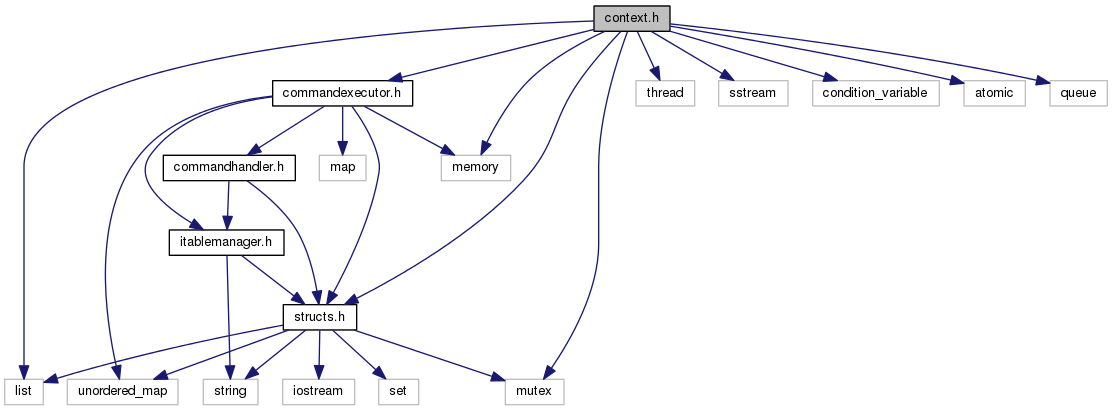 context.h
commandexecutor.h
thread
sstream
condition_variable
atomic
queue
commandhandler.h
map
memory
itablemanager.h
structs.h
list
unordered_map
string
iostream
set
mutex